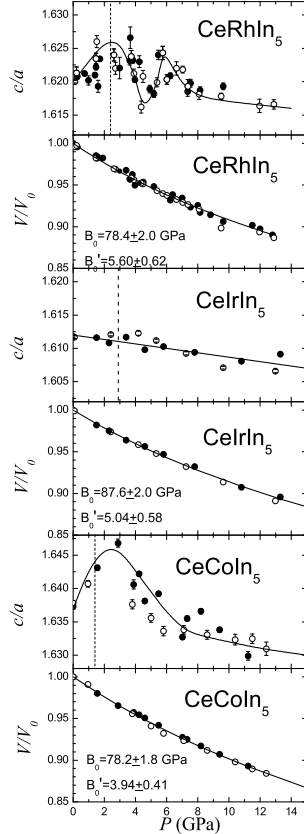 1.630
1.625
1.620
1.615
c/a
CeRhIn5
1.00
0.95
0.90
0.85
V/V0
CeRhIn5
B0=78.4±2.0 GPa
B0'=5.60±0.62
1.620
1.615
1.610
1.605
c/a
CeIrIn5
1.00
0.95
0.90
0.85
V/V0
CeIrIn5
B0=87.6±2.0 GPa
B0'=5.04±0.58
1.645
1.640
1.635
1.630
c/a
CeCoIn5
1.00
0.95
0.90
0.85
V/V0
CeCoIn5
B0=78.2±1.8 GPa
B0'=3.94±0.41
0 2 4 6 8 10 12 14
P (GPa)